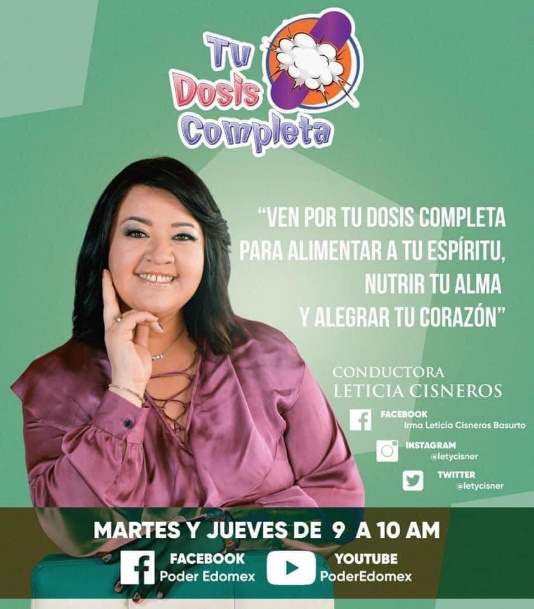 Tu
Dosis
Completa
“VEN POR TU DOSIS COMPLETA
PARA ALIMENTAR A TU ESPÍRITU,
NUTRIR TU ALMA
Y ALEGRAR TU CORAZÓN”
CONDUCTORA
LETICIA CISNEROS
FACEBOOK
Irma Leticia Cisneros Basurto
INSTAGRAM
@letycisner
TWITTER
@letycisner
MARTES Y JUEVES DE 9 A 10 AM
FACEBOOK
Poder Edomex
YOUTUBE
PoderEdomex